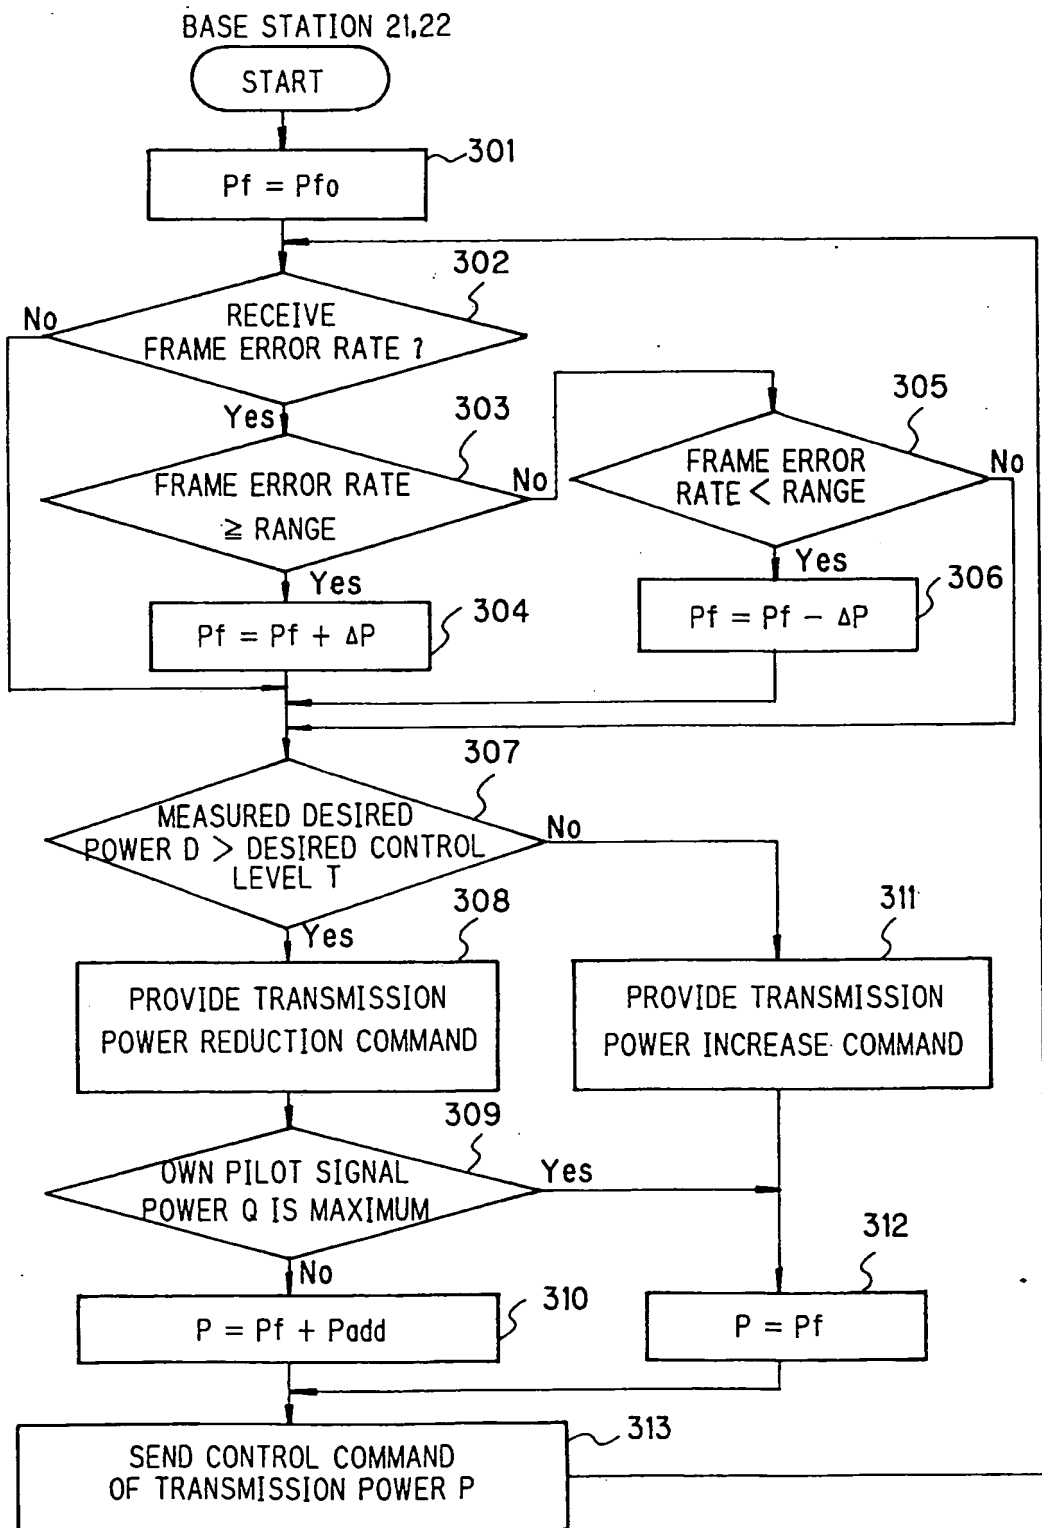 BASE STATION 21,22
START
301
Pf = Pfo
302
No
RECEIVE
FRAME ERROR RATE ?
Yes
303
FRAME ERROR RATE
≧ RANGE
No
305
FRAME ERROR
RATE < RANGE
No
Yes
304
Pf = Pf + ΔP
Yes
306
Pf = Pf − ΔP
307
MEASURED DESIRED
POWER D > DESIRED CONTROL
LEVEL T
No
Yes
308
PROVIDE TRANSMISSION
POWER REDUCTION COMMAND
311
PROVIDE TRANSMISSION
POWER INCREASE COMMAND
309
OWN PILOT SIGNAL
POWER Q IS MAXIMUM
Yes
No
310
P = Pf + Padd
312
P = Pf
313
SEND CONTROL COMMAND
OF TRANSMISSION POWER P